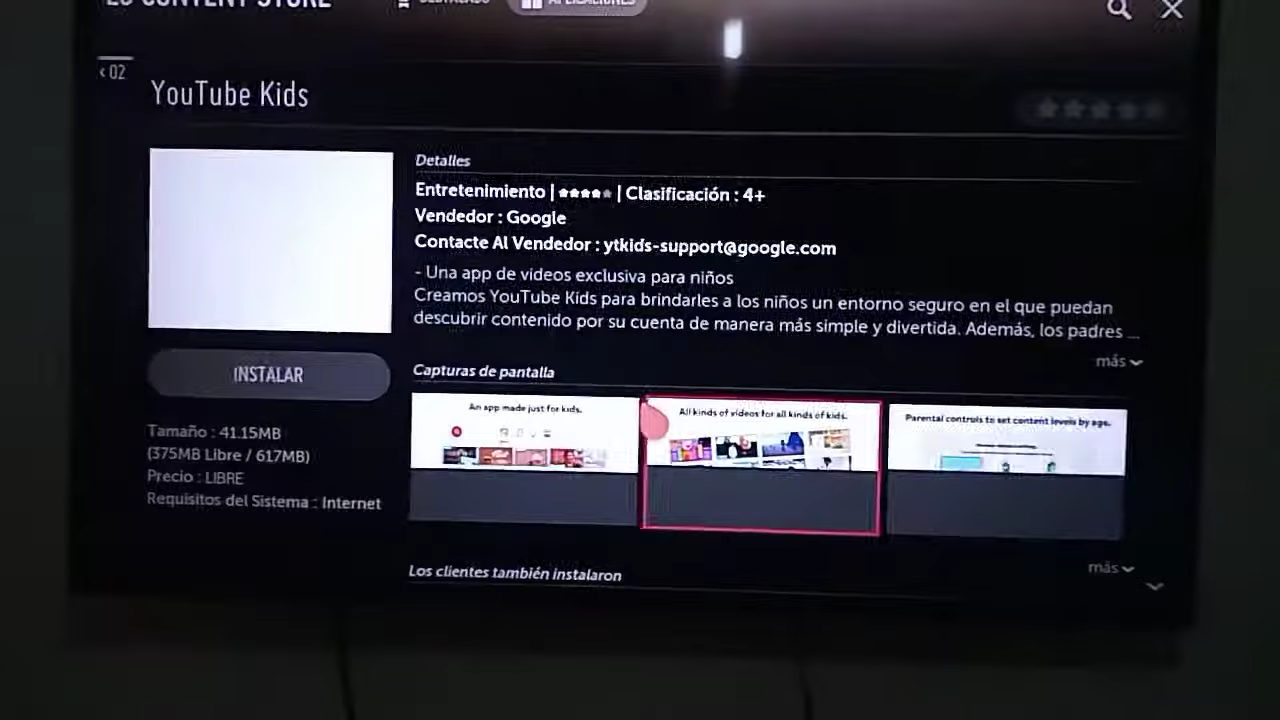 LG CONTENT STORE
DESTACADO
APLICACIONES
< 02
YouTube Kids
Detalles
Entretenimiento | ★★★★★ | Clasificación : 4+
Vendedor : Google
Contacte Al Vendedor : ytkids-support@google.com
- Una app de videos exclusiva para niños
Creamos YouTube Kids para brindarles a los niños un entorno seguro en el que puedan
descubrir contenido por su cuenta de manera más simple y divertida. Además, los padres ...
más
INSTALAR
Tamaño : 41.15MB
(375MB Libre / 617MB)
Precio : LIBRE
Requisitos del Sistema : Internet
Capturas de pantalla
An app made just for kids.
All kinds of videos for all kinds of kids.
Parental controls to set content levels by age.
más
Los clientes también instalaron